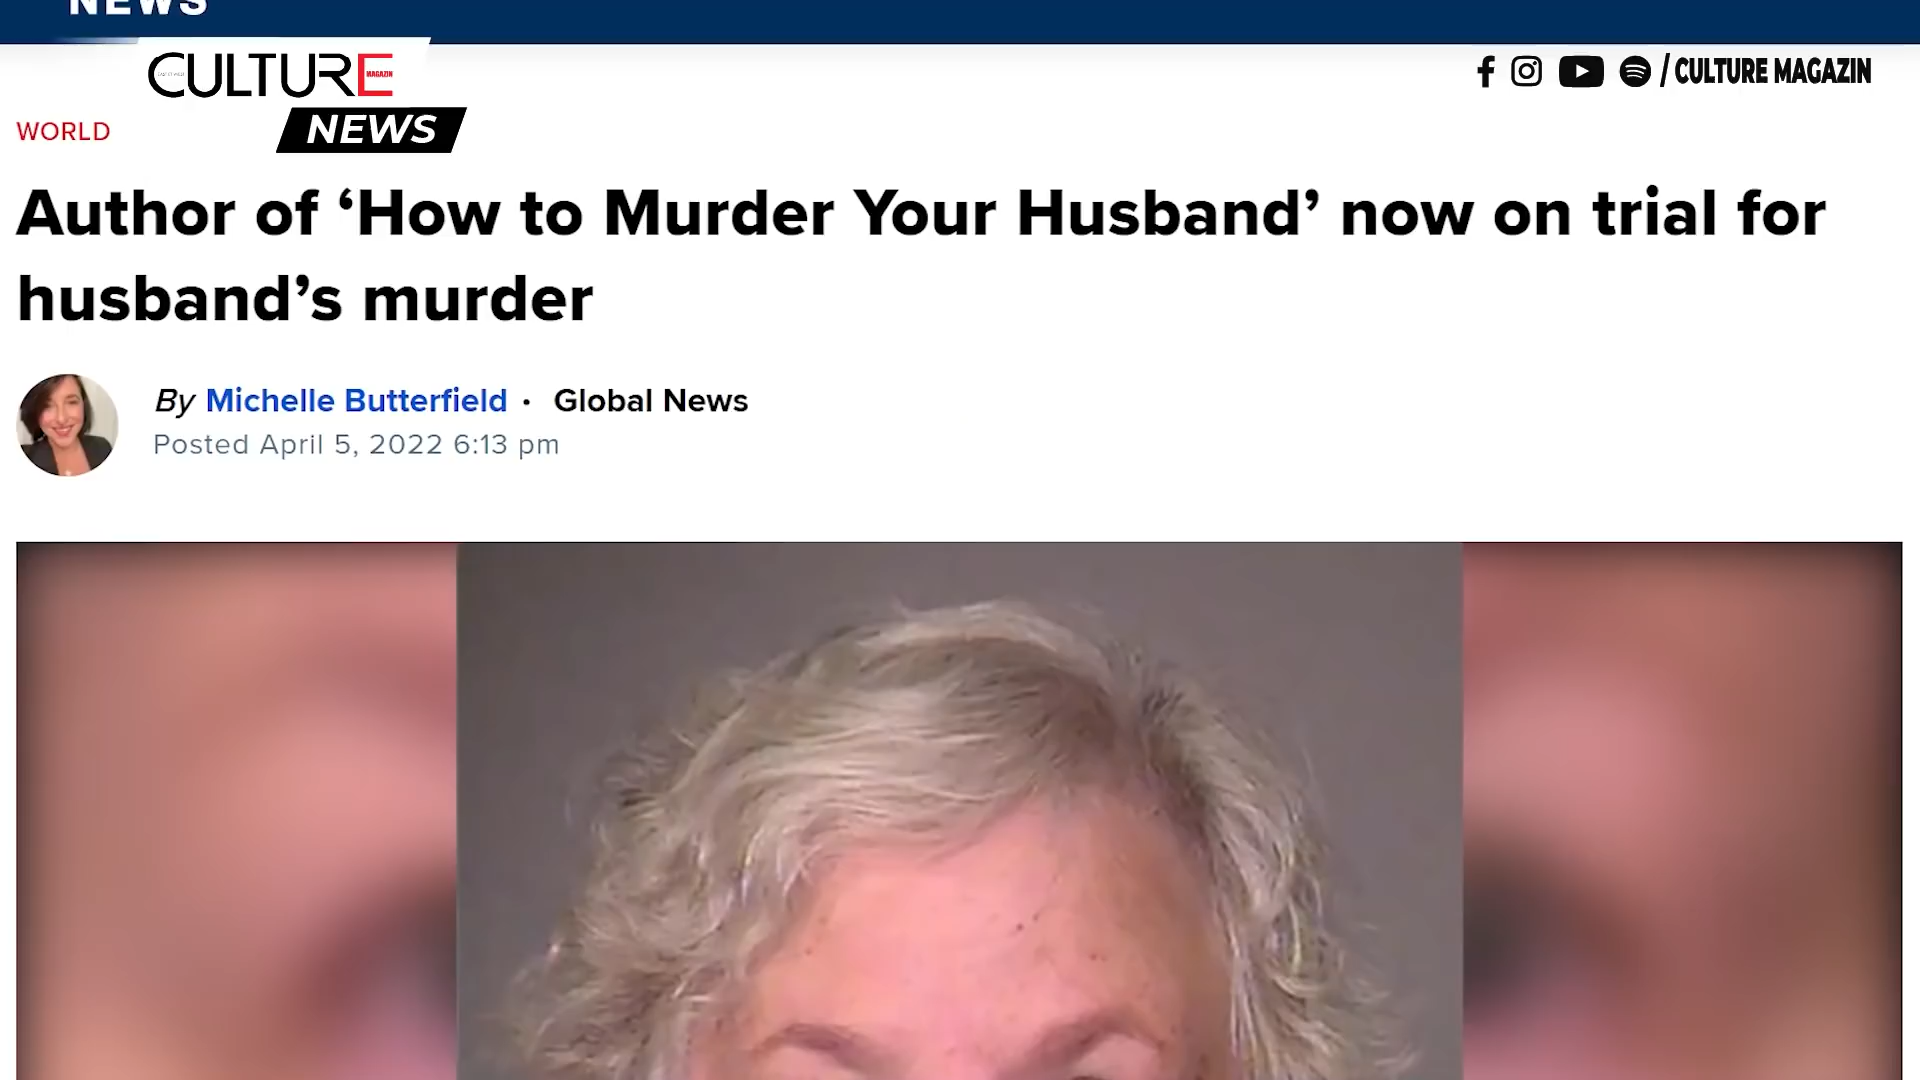 NEWS
CULTURE
MAGAZIN
/ CULTURE MAGAZIN
NEWS
WORLD
Author of ‘How to Murder Your Husband’ now on trial for
husband’s murder
By Michelle Butterfield • Global News
Posted April 5, 2022 6:13 pm